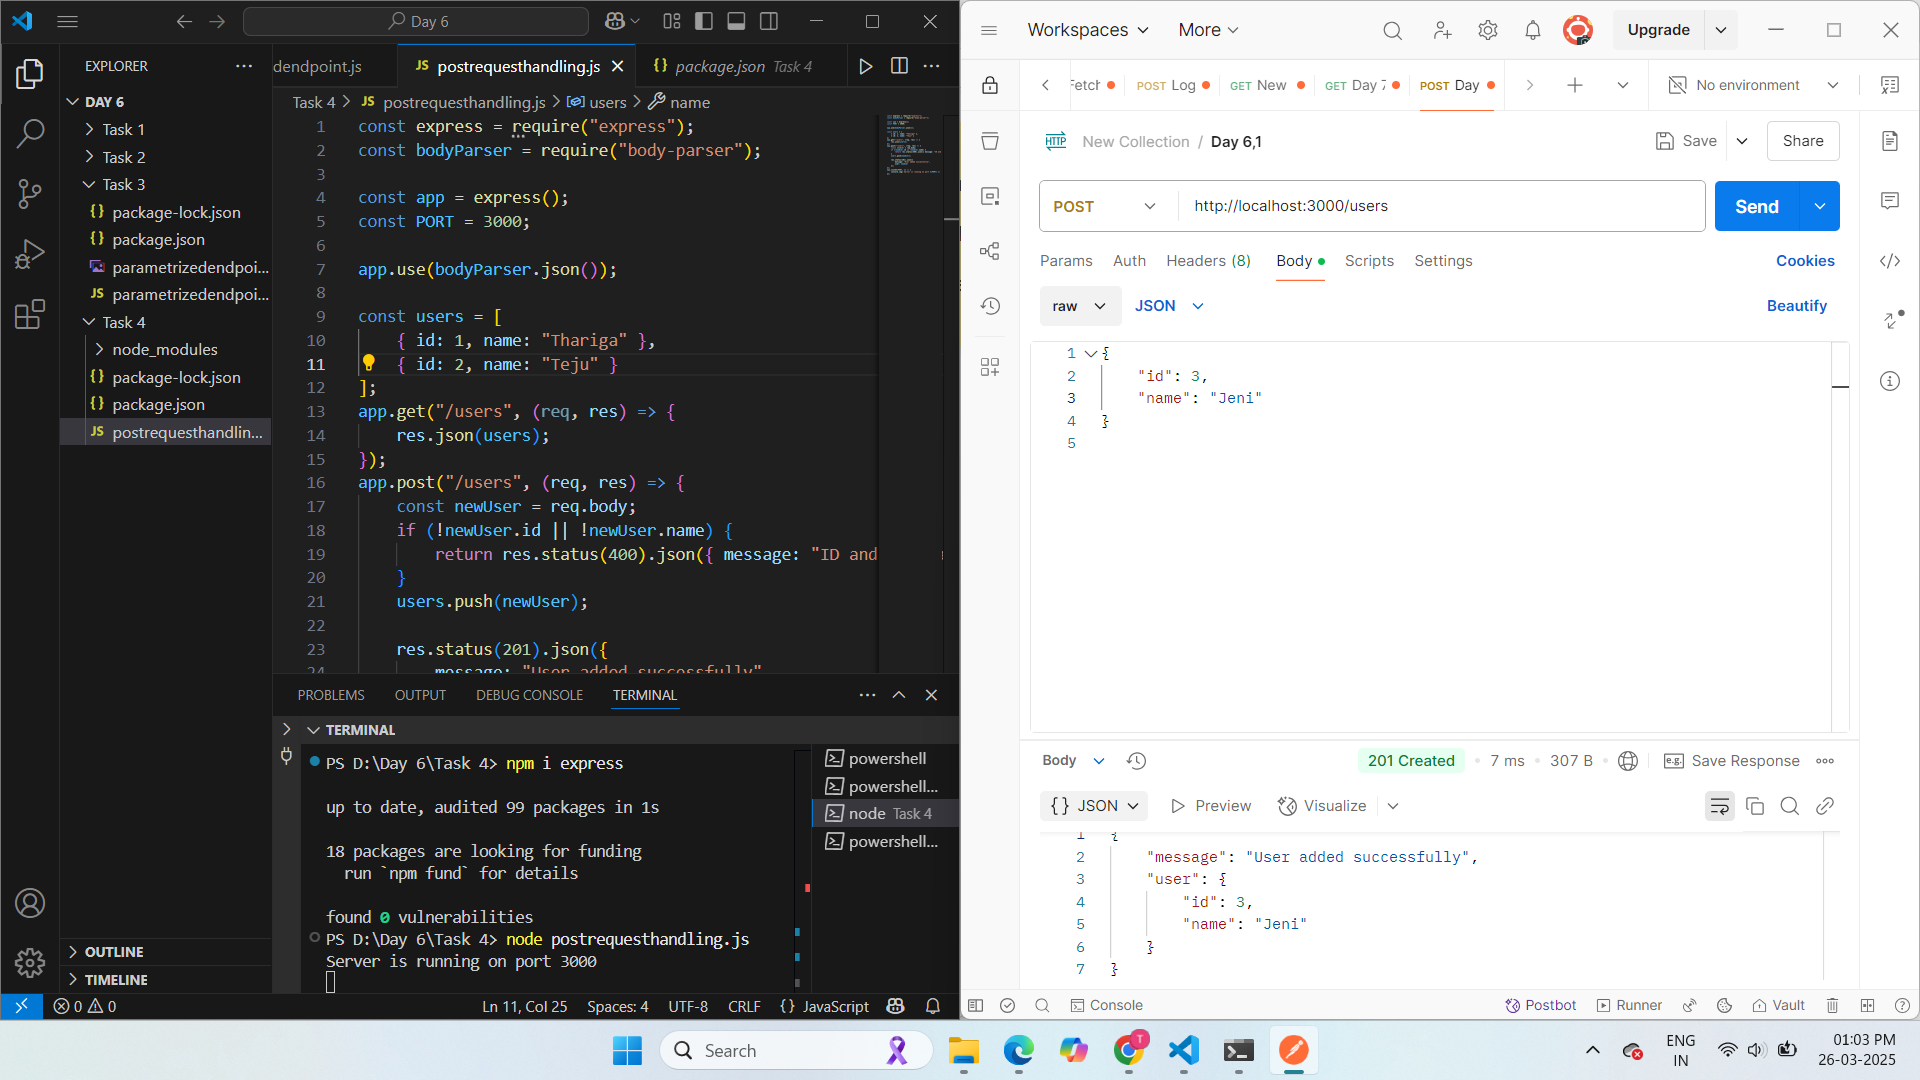 Day 6
EXPLORER
DAY 6
Task 1
Task 2
Task 3
package-lock.json
package.json
parametrizedendpoi...
parametrizedendpoi...
Task 4
node_modules
package-lock.json
package.json
postrequesthandlin...
OUTLINE
TIMELINE
dendpoint.js
JS postrequesthandling.js
{} package.json Task 4
Task 4 > JS postrequesthandling.js > users > name
1 const express = require("express");
2 const bodyParser = require("body-parser");
3
4 const app = express();
5 const PORT = 3000;
6
7 app.use(bodyParser.json());
8
9 const users = [
10 { id: 1, name: "Thariga" },
11 { id: 2, name: "Teju" }
12 ];
13 app.get("/users", (req, res) => {
14 res.json(users);
15 });
16 app.post("/users", (req, res) => {
17 const newUser = req.body;
18 if (!newUser.id || !newUser.name) {
19 return res.status(400).json({ message: "ID and
20 }
21 users.push(newUser);
22
23 res.status(201).json({
24 message: "User added successfully"
PROBLEMS OUTPUT DEBUG CONSOLE TERMINAL
TERMINAL
PS D:\Day 6\Task 4> npm i express
up to date, audited 99 packages in 1s
18 packages are looking for funding
run `npm fund` for details
found 0 vulnerabilities
PS D:\Day 6\Task 4> node postrequesthandling.js
Server is running on port 3000
powershell
powershell...
node Task 4
powershell...
0 0 Ln 11, Col 25 Spaces: 4 UTF-8 CRLF {} JavaScript
Workspaces More Upgrade
Fetch POST Log GET New GET Day 7 POST Day No environment
HTTP New Collection / Day 6,1 Save Share
POST http://localhost:3000/users Send
Params Auth Headers (8) Body Scripts Settings Cookies
raw JSON Beautify
1 {
2 "id": 3,
3 "name": "Jeni"
4 }
5
Body 201 Created 7 ms 307 B e.g. Save Response
{} JSON Preview Visualize
1 {
2 "message": "User added successfully",
3 "user": {
4 "id": 3,
5 "name": "Jeni"
6 }
7 }
Console Postbot Runner Vault
Search
T
ENG
IN
01:03 PM
26-03-2025